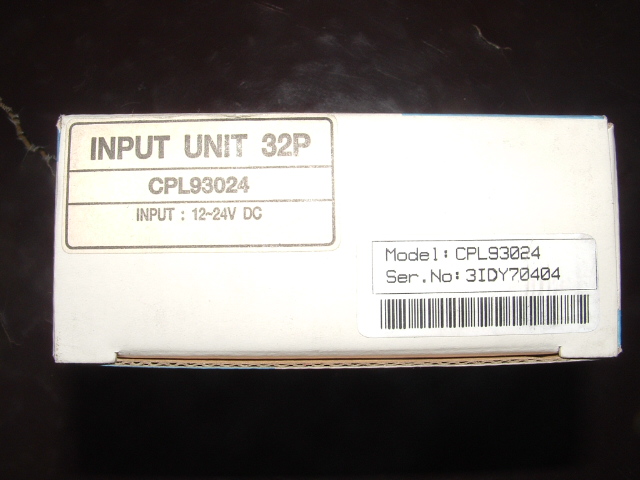 INPUT UNIT 32P
CPL93024
INPUT : 12~24V DC
Model: CPL93024
Ser.No: 3IDY70404